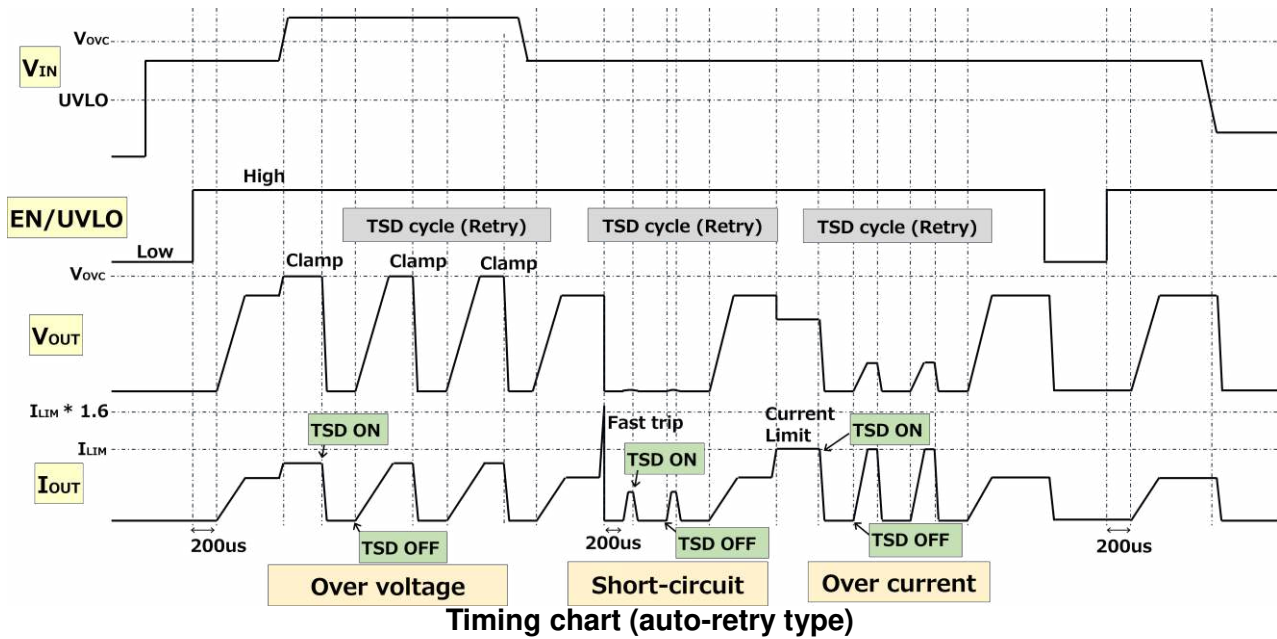 VOVC
VIN
UVLO
High
EN/UVLO
TSD cycle (Retry)
TSD cycle (Retry)
TSD cycle (Retry)
Low
VOVC
Clamp
Clamp
Clamp
VOUT
ILIM * 1.6
Fast trip
Current
Limit
TSD ON
TSD ON
ILIM
TSD ON
IOUT
200us
TSD OFF
200us
TSD OFF
TSD OFF
200us
Over voltage
Short-circuit
Over current
Timing chart (auto-retry type)